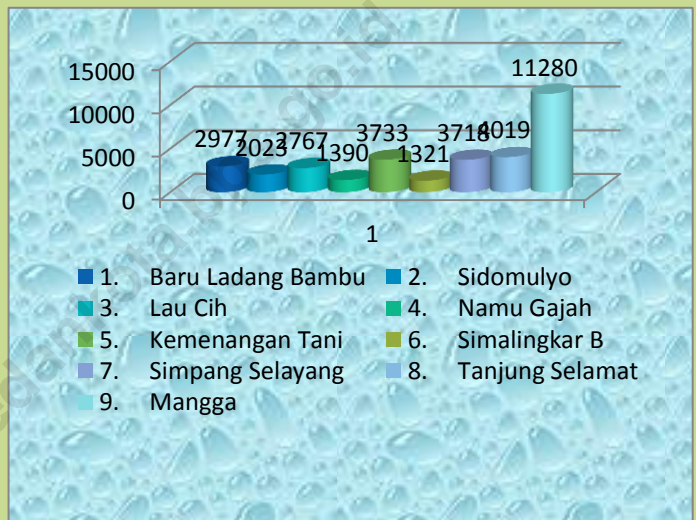 15000
10000
5000
0
2977
2023
2767
1390
3733
1321
3718
4019
11280
1
1. Baru Ladang Bambu
2. Sidomulyo
3. Lau Cih
4. Namu Gajah
5. Kemenangan Tani
6. Simalingkar B
7. Simpang Selayang
8. Tanjung Selamat
9. Mangga